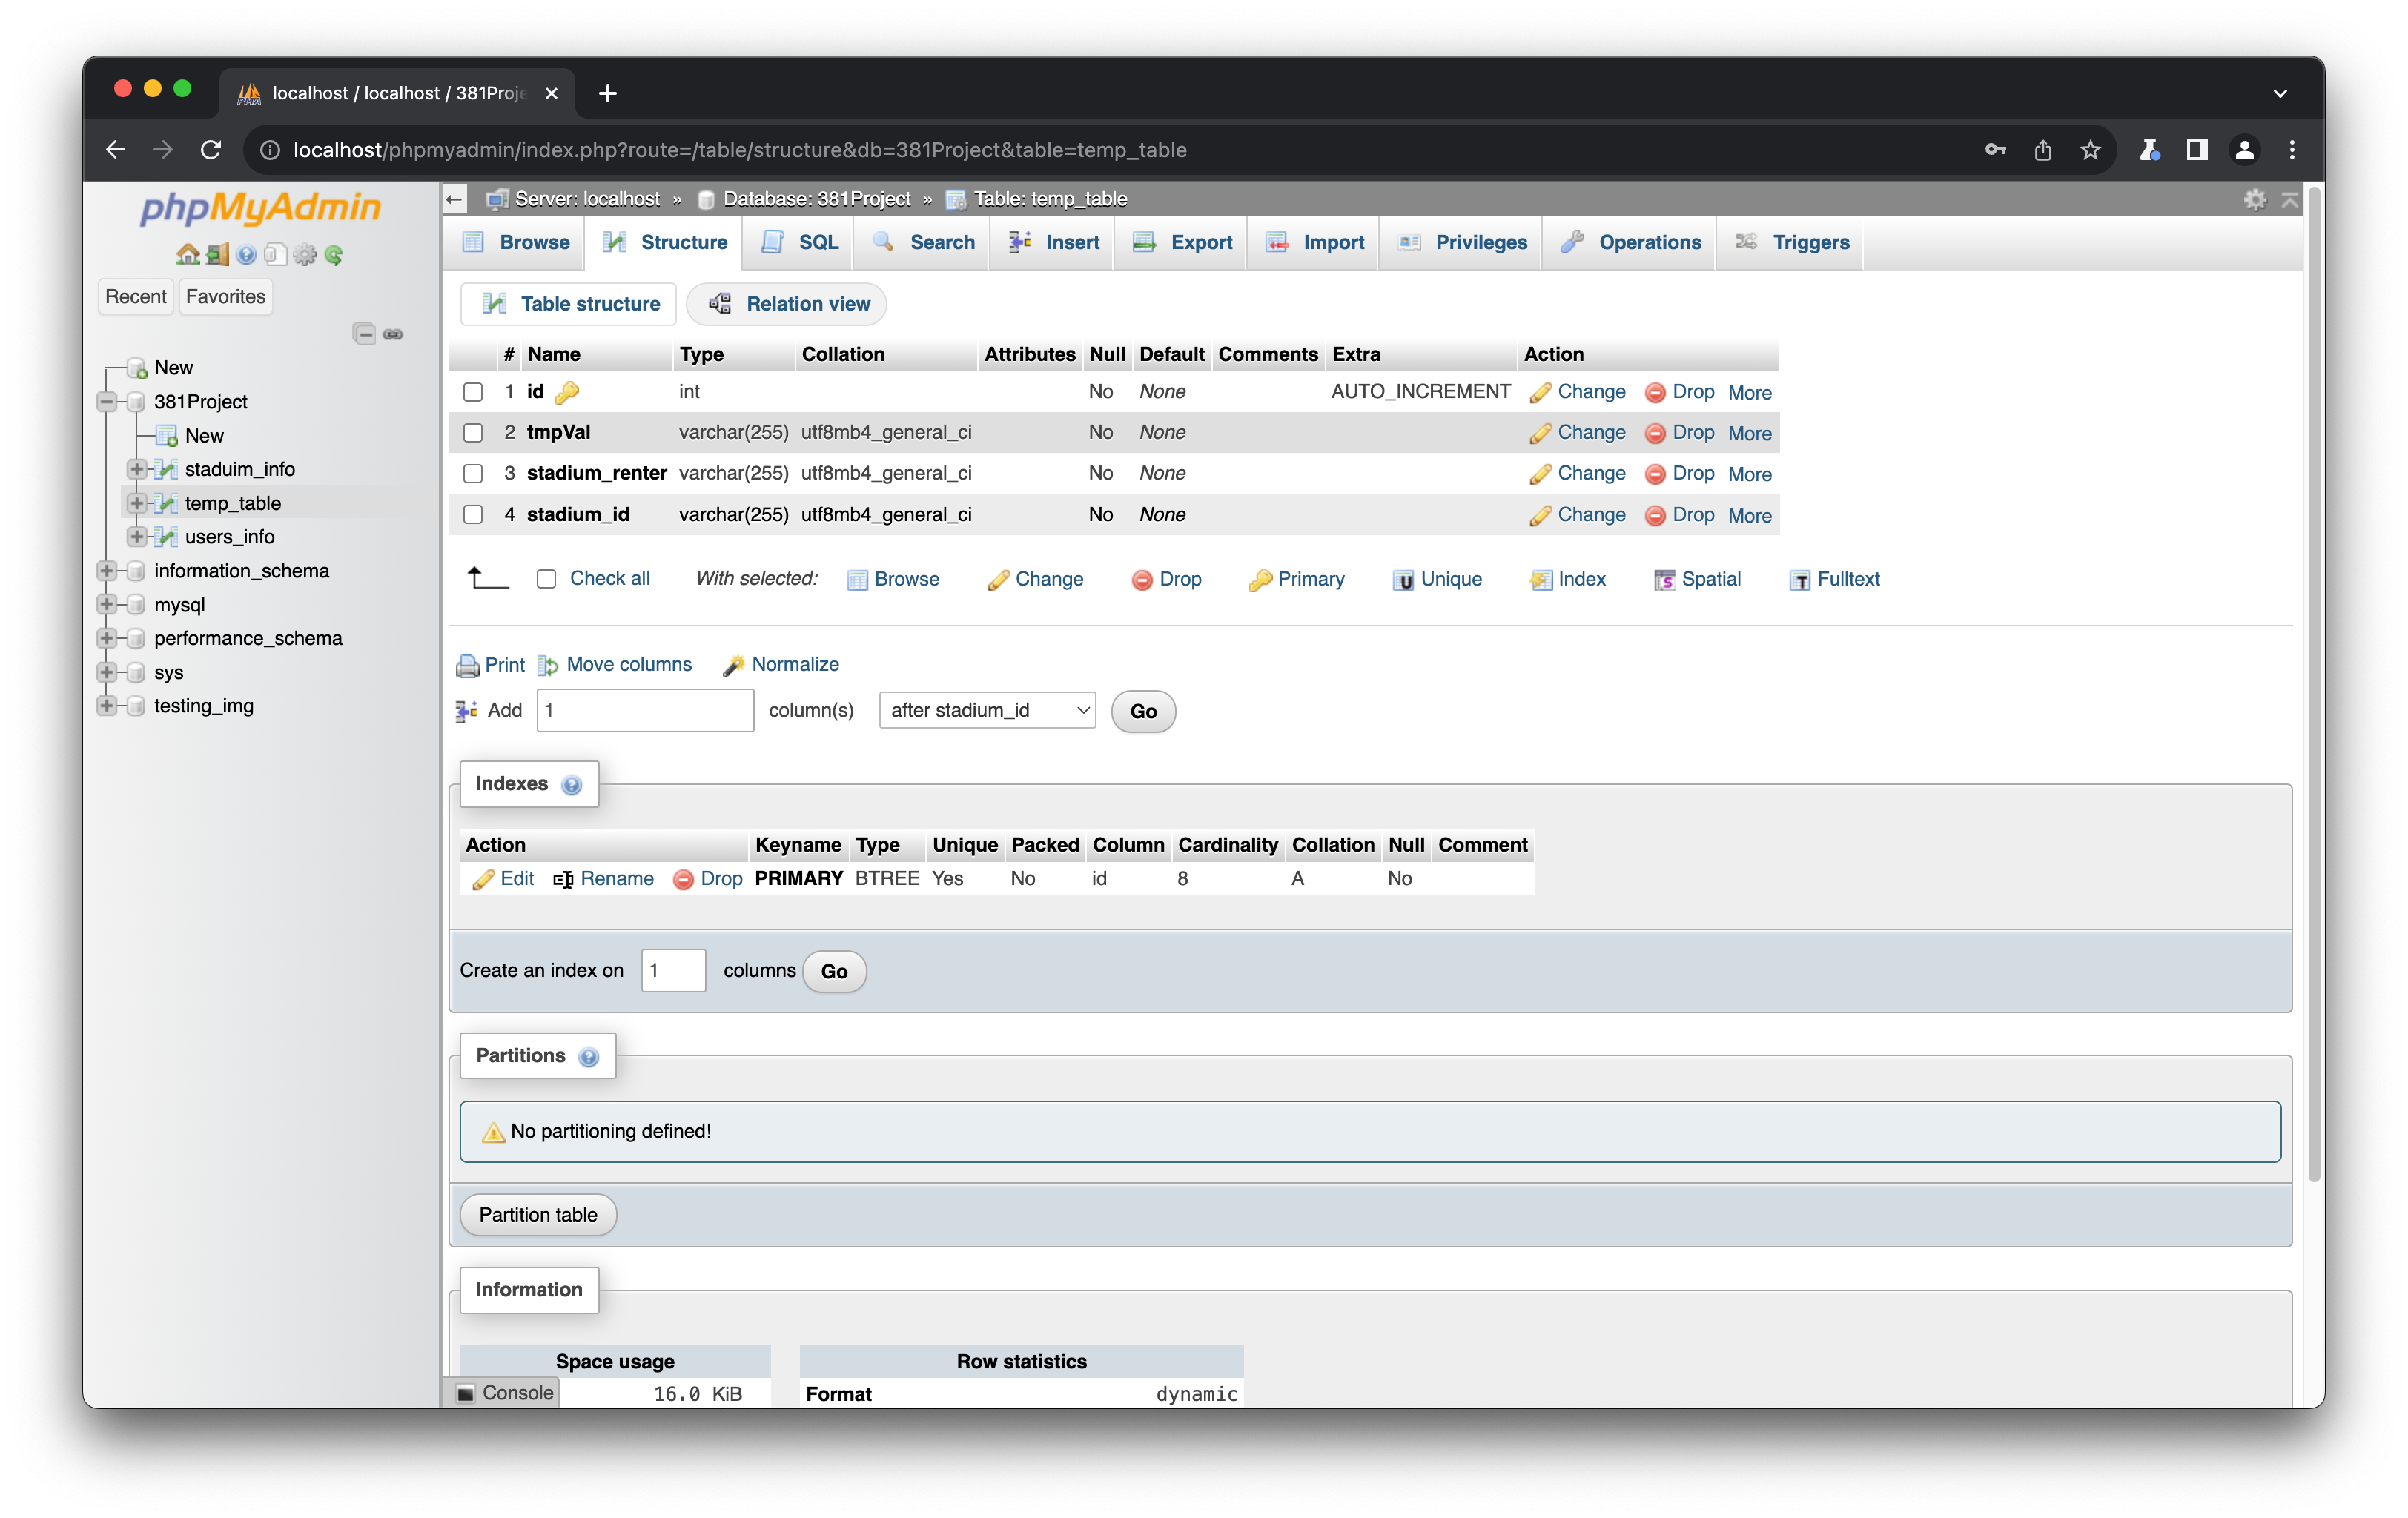 localhost / localhost / 381Proje
localhost/phpmyadmin/index.php?route=/table/structure&db=381Project&table=temp_table
phpMyAdmin
Recent Favorites
New
381Project
New
staduim_info
temp_table
users_info
information_schema
mysql
performance_schema
sys
testing_img
Server: localhost » Database: 381Project » Table: temp_table
Browse Structure SQL Search Insert Export Import Privileges Operations Triggers
Table structure Relation view
# Name Type Collation Attributes Null Default Comments Extra Action
1 id int No None AUTO_INCREMENT Change Drop More
2 tmpVal varchar(255) utf8mb4_general_ci No None Change Drop More
3 stadium_renter varchar(255) utf8mb4_general_ci No None Change Drop More
4 stadium_id varchar(255) utf8mb4_general_ci No None Change Drop More
Check all With selected: Browse Change Drop Primary Unique Index Spatial Fulltext
Print Move columns Normalize
Add 1 column(s) after stadium_id Go
Indexes
Action Keyname Type Unique Packed Column Cardinality Collation Null Comment
Edit Rename Drop PRIMARY BTREE Yes No id 8 A No
Create an index on 1 columns Go
Partitions
No partitioning defined!
Partition table
Information
Space usage Row statistics
Console 16.0 KiB Format dynamic